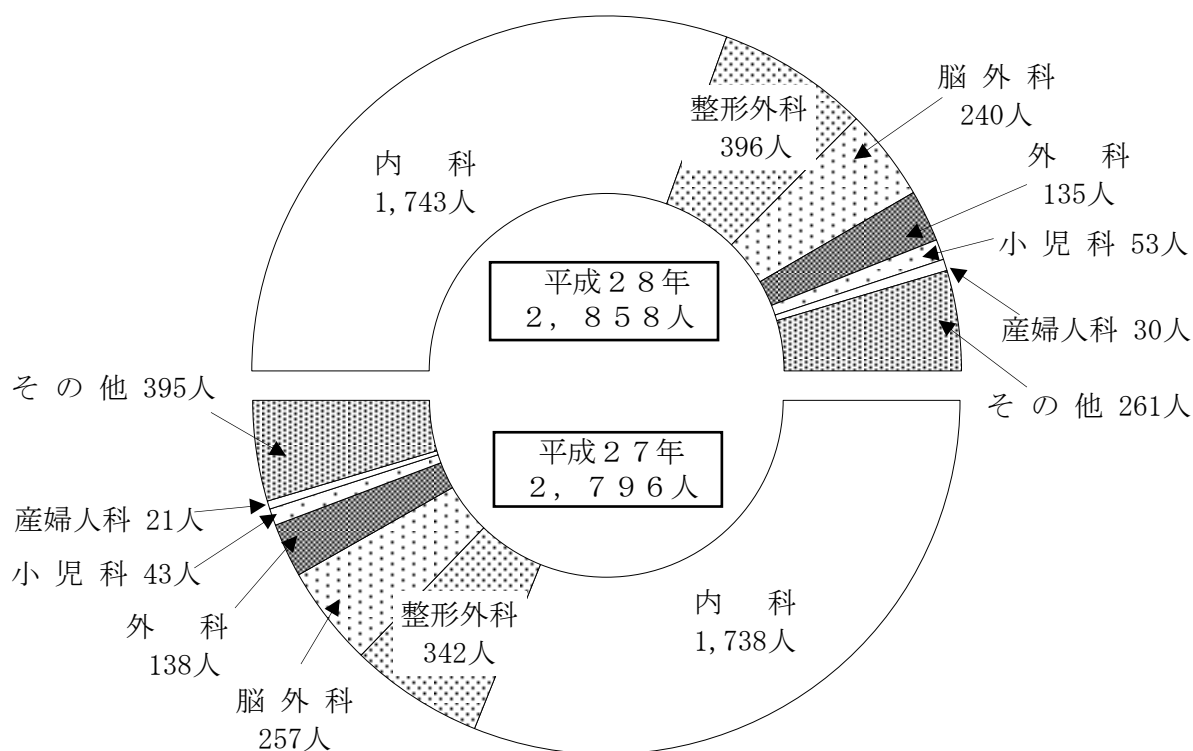 脳 外 科
240人
整形外科
396人
外　科
135人
内　科
1,743人
小 児 科 53人
平成２８年
２，８５８人
産婦人科 30人
そ の 他 261人
そ の 他 395人
平成２７年
２，７９６人
産婦人科 21人
小 児 科 43人
内　科
1,738人
整形外科
342人
外　科
138人
脳 外 科
257人